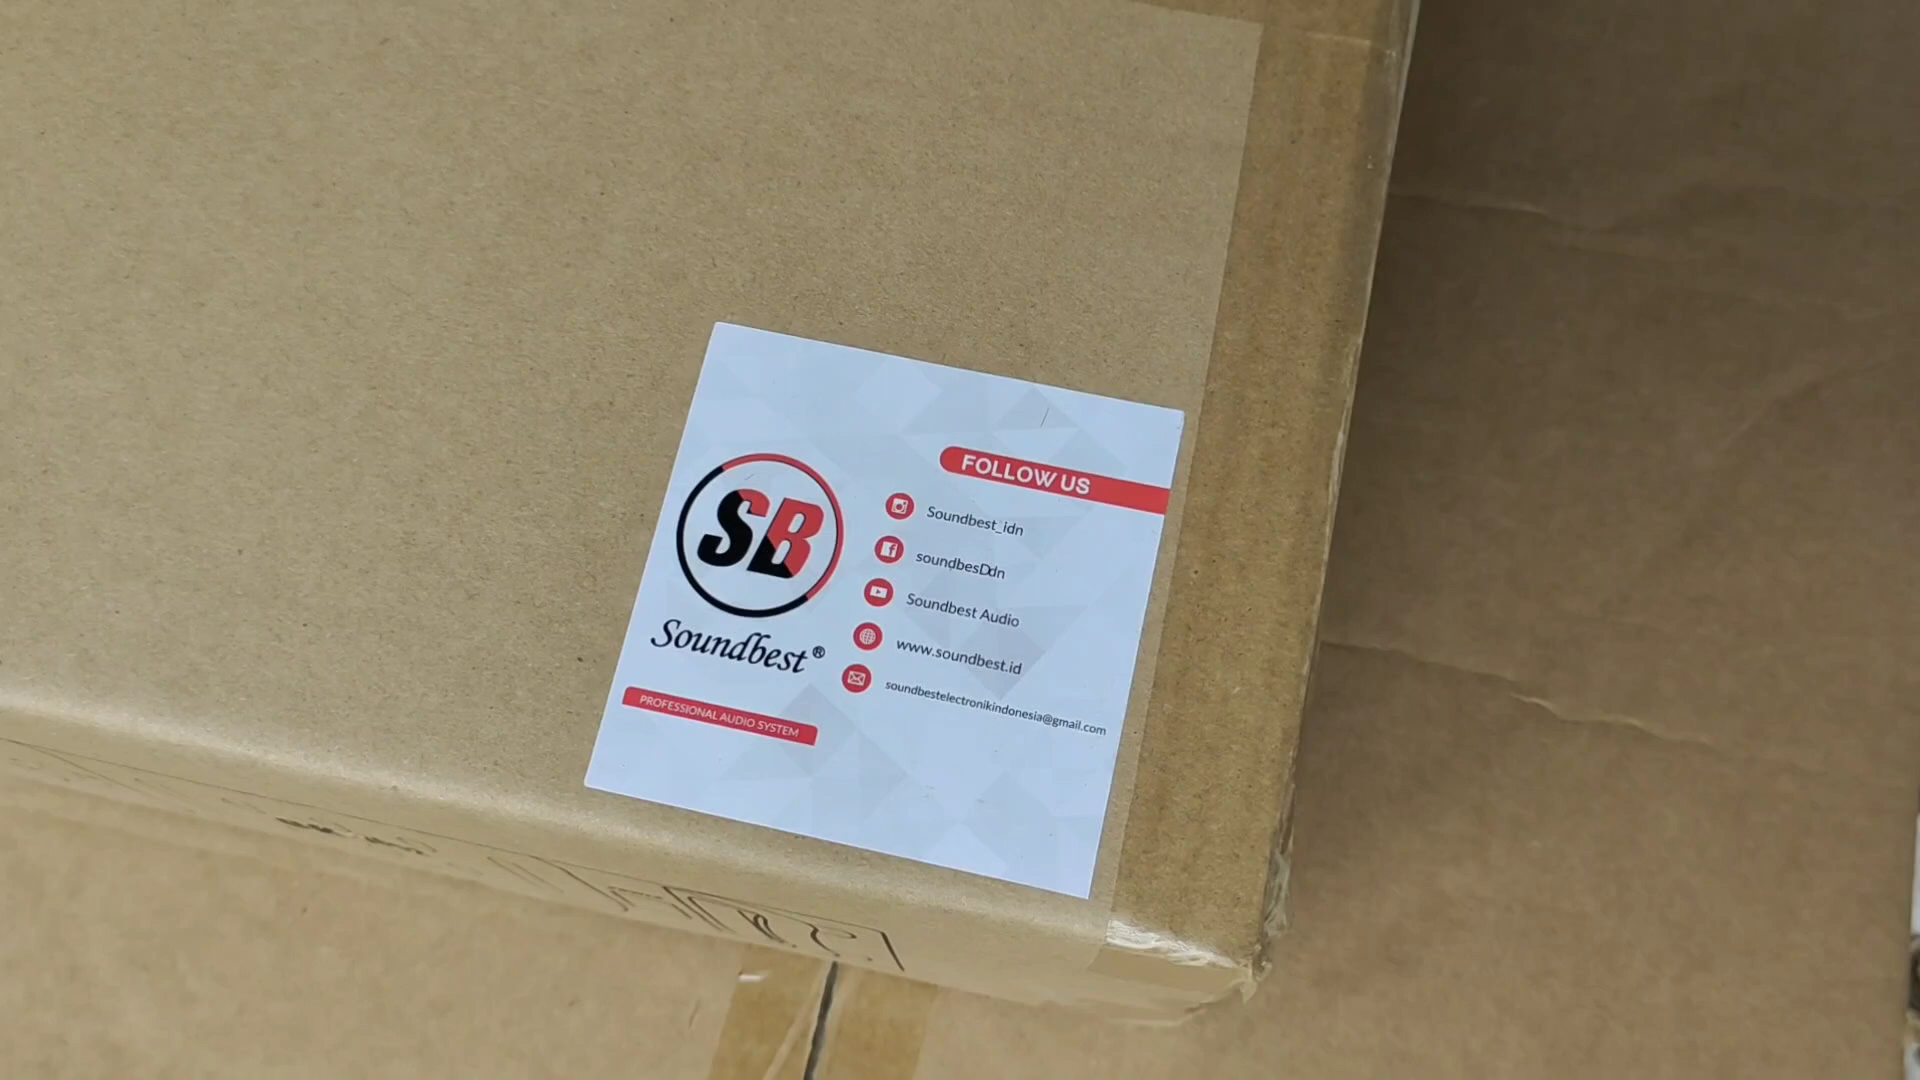 SB
Soundbest®
PROFESSIONAL AUDIO SYSTEM
FOLLOW US
Soundbest_idn
soundbesDdn
Soundbest Audio
www.soundbest.id
soundbestelectronikindonesia@gmail.com